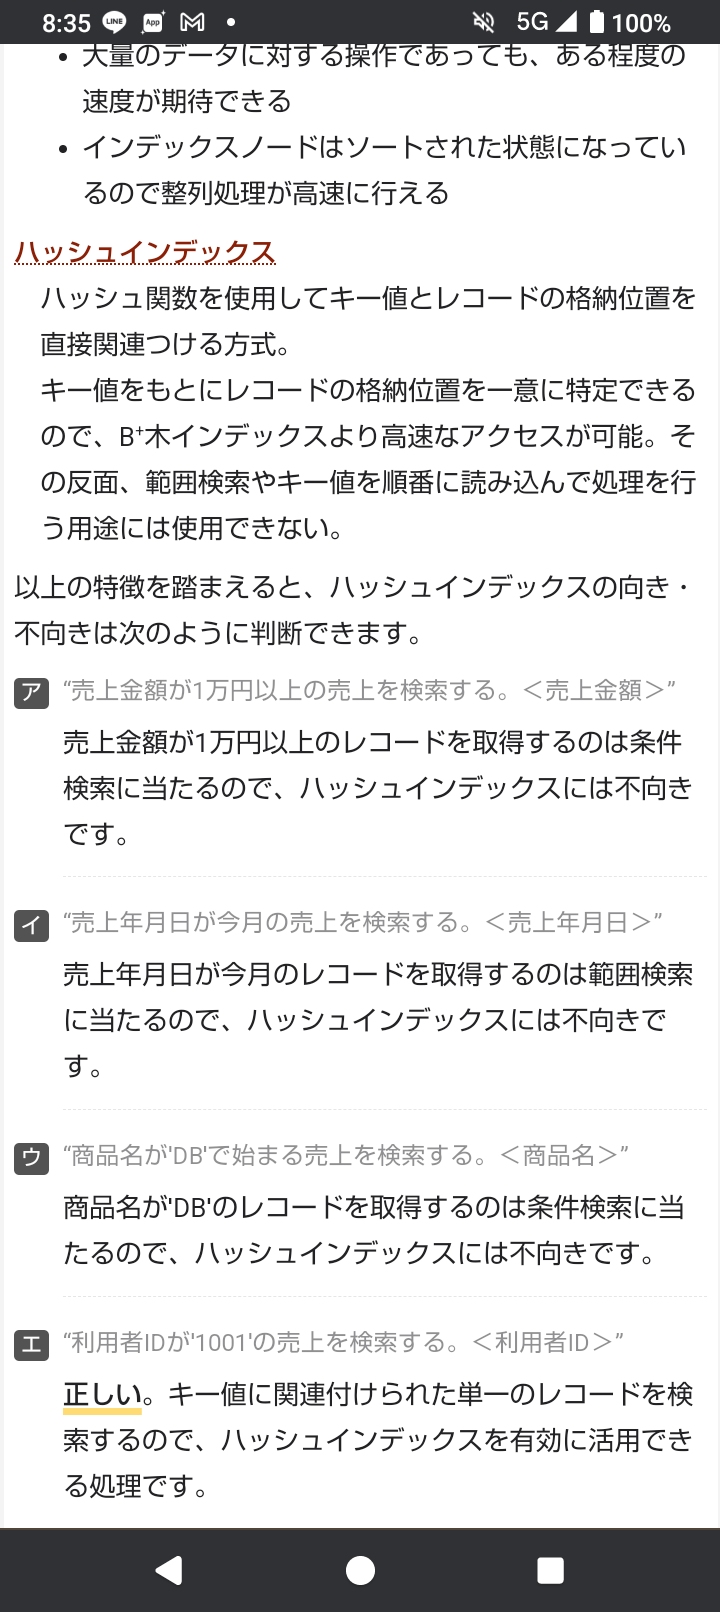 8:35 LINE App 5G 100%
大量のデータに対する操作であっても、ある程度の
速度が期待できる
インデックスノードはソートされた状態になってい
るので整列処理が高速に行える
ハッシュインデックス
ハッシュ関数を使用してキー値とレコードの格納位置を
直接関連つける方式。
キー値をもとにレコードの格納位置を一意に特定できる
ので、B⁺木インデックスより高速なアクセスが可能。そ
の反面、範囲検索やキー値を順番に読み込んで処理を行
う用途には使用できない。
以上の特徴を踏まえると、ハッシュインデックスの向き・
不向きは次のように判断できます。
ア “売上金額が1万円以上の売上を検索する。＜売上金額＞”
売上金額が1万円以上のレコードを取得するのは条件
検索に当たるので、ハッシュインデックスには不向き
です。
イ “売上年月日が今月の売上を検索する。＜売上年月日＞”
売上年月日が今月のレコードを取得するのは範囲検索
に当たるので、ハッシュインデックスには不向きで
す。
ウ “商品名が'DB'で始まる売上を検索する。＜商品名＞”
商品名が'DB'のレコードを取得するのは条件検索に当
たるので、ハッシュインデックスには不向きです。
エ “利用者IDが'1001'の売上を検索する。＜利用者ID＞”
正しい。キー値に関連付けられた単一のレコードを検
索するので、ハッシュインデックスを有効に活用でき
る処理です。